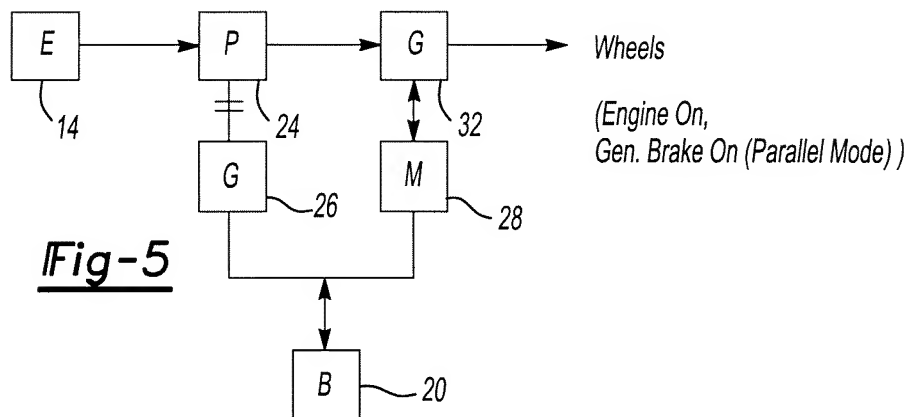 E
P
G
Wheels
14
24
32
(Engine On,
Gen. Brake On (Parallel Mode) )
G
M
26
28
Fig-5
B
20